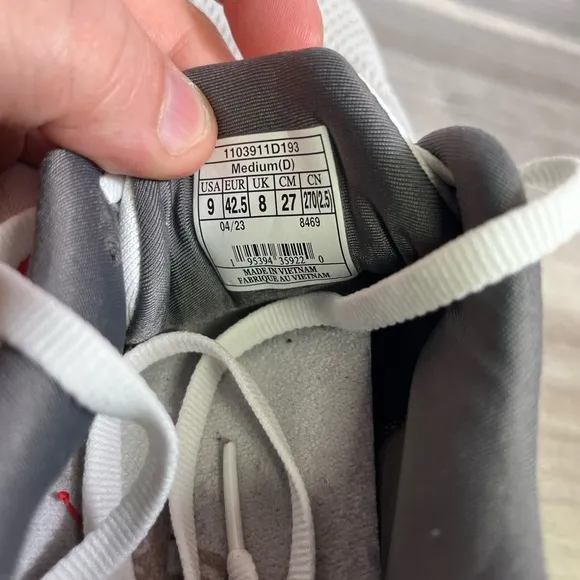 1103911D193
Medium(D)
USA EUR UK CM CN
9 42.5 8 27 270(2.5)
04/23 8469
1 95394 35922 0
MADE IN VIETNAM
FABRIQUE AU VIETNAM